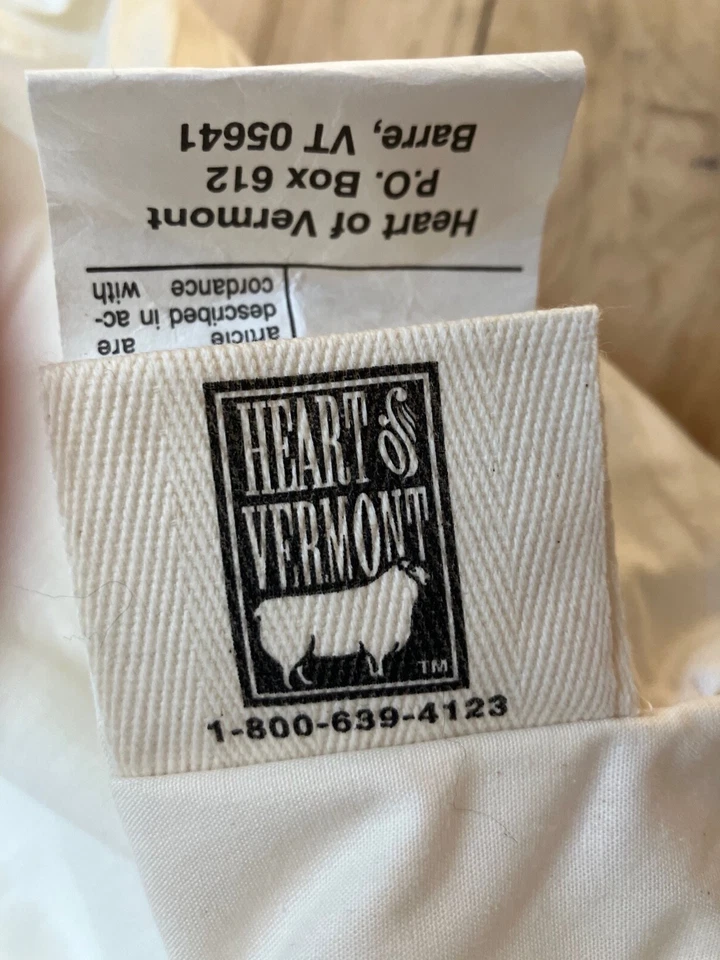 article are
described in ac-
cordance with
Heart of Vermont
P.O. Box 612
Barre, VT 05641
HEART OF
VERMONT
TM
1-800-639-4123